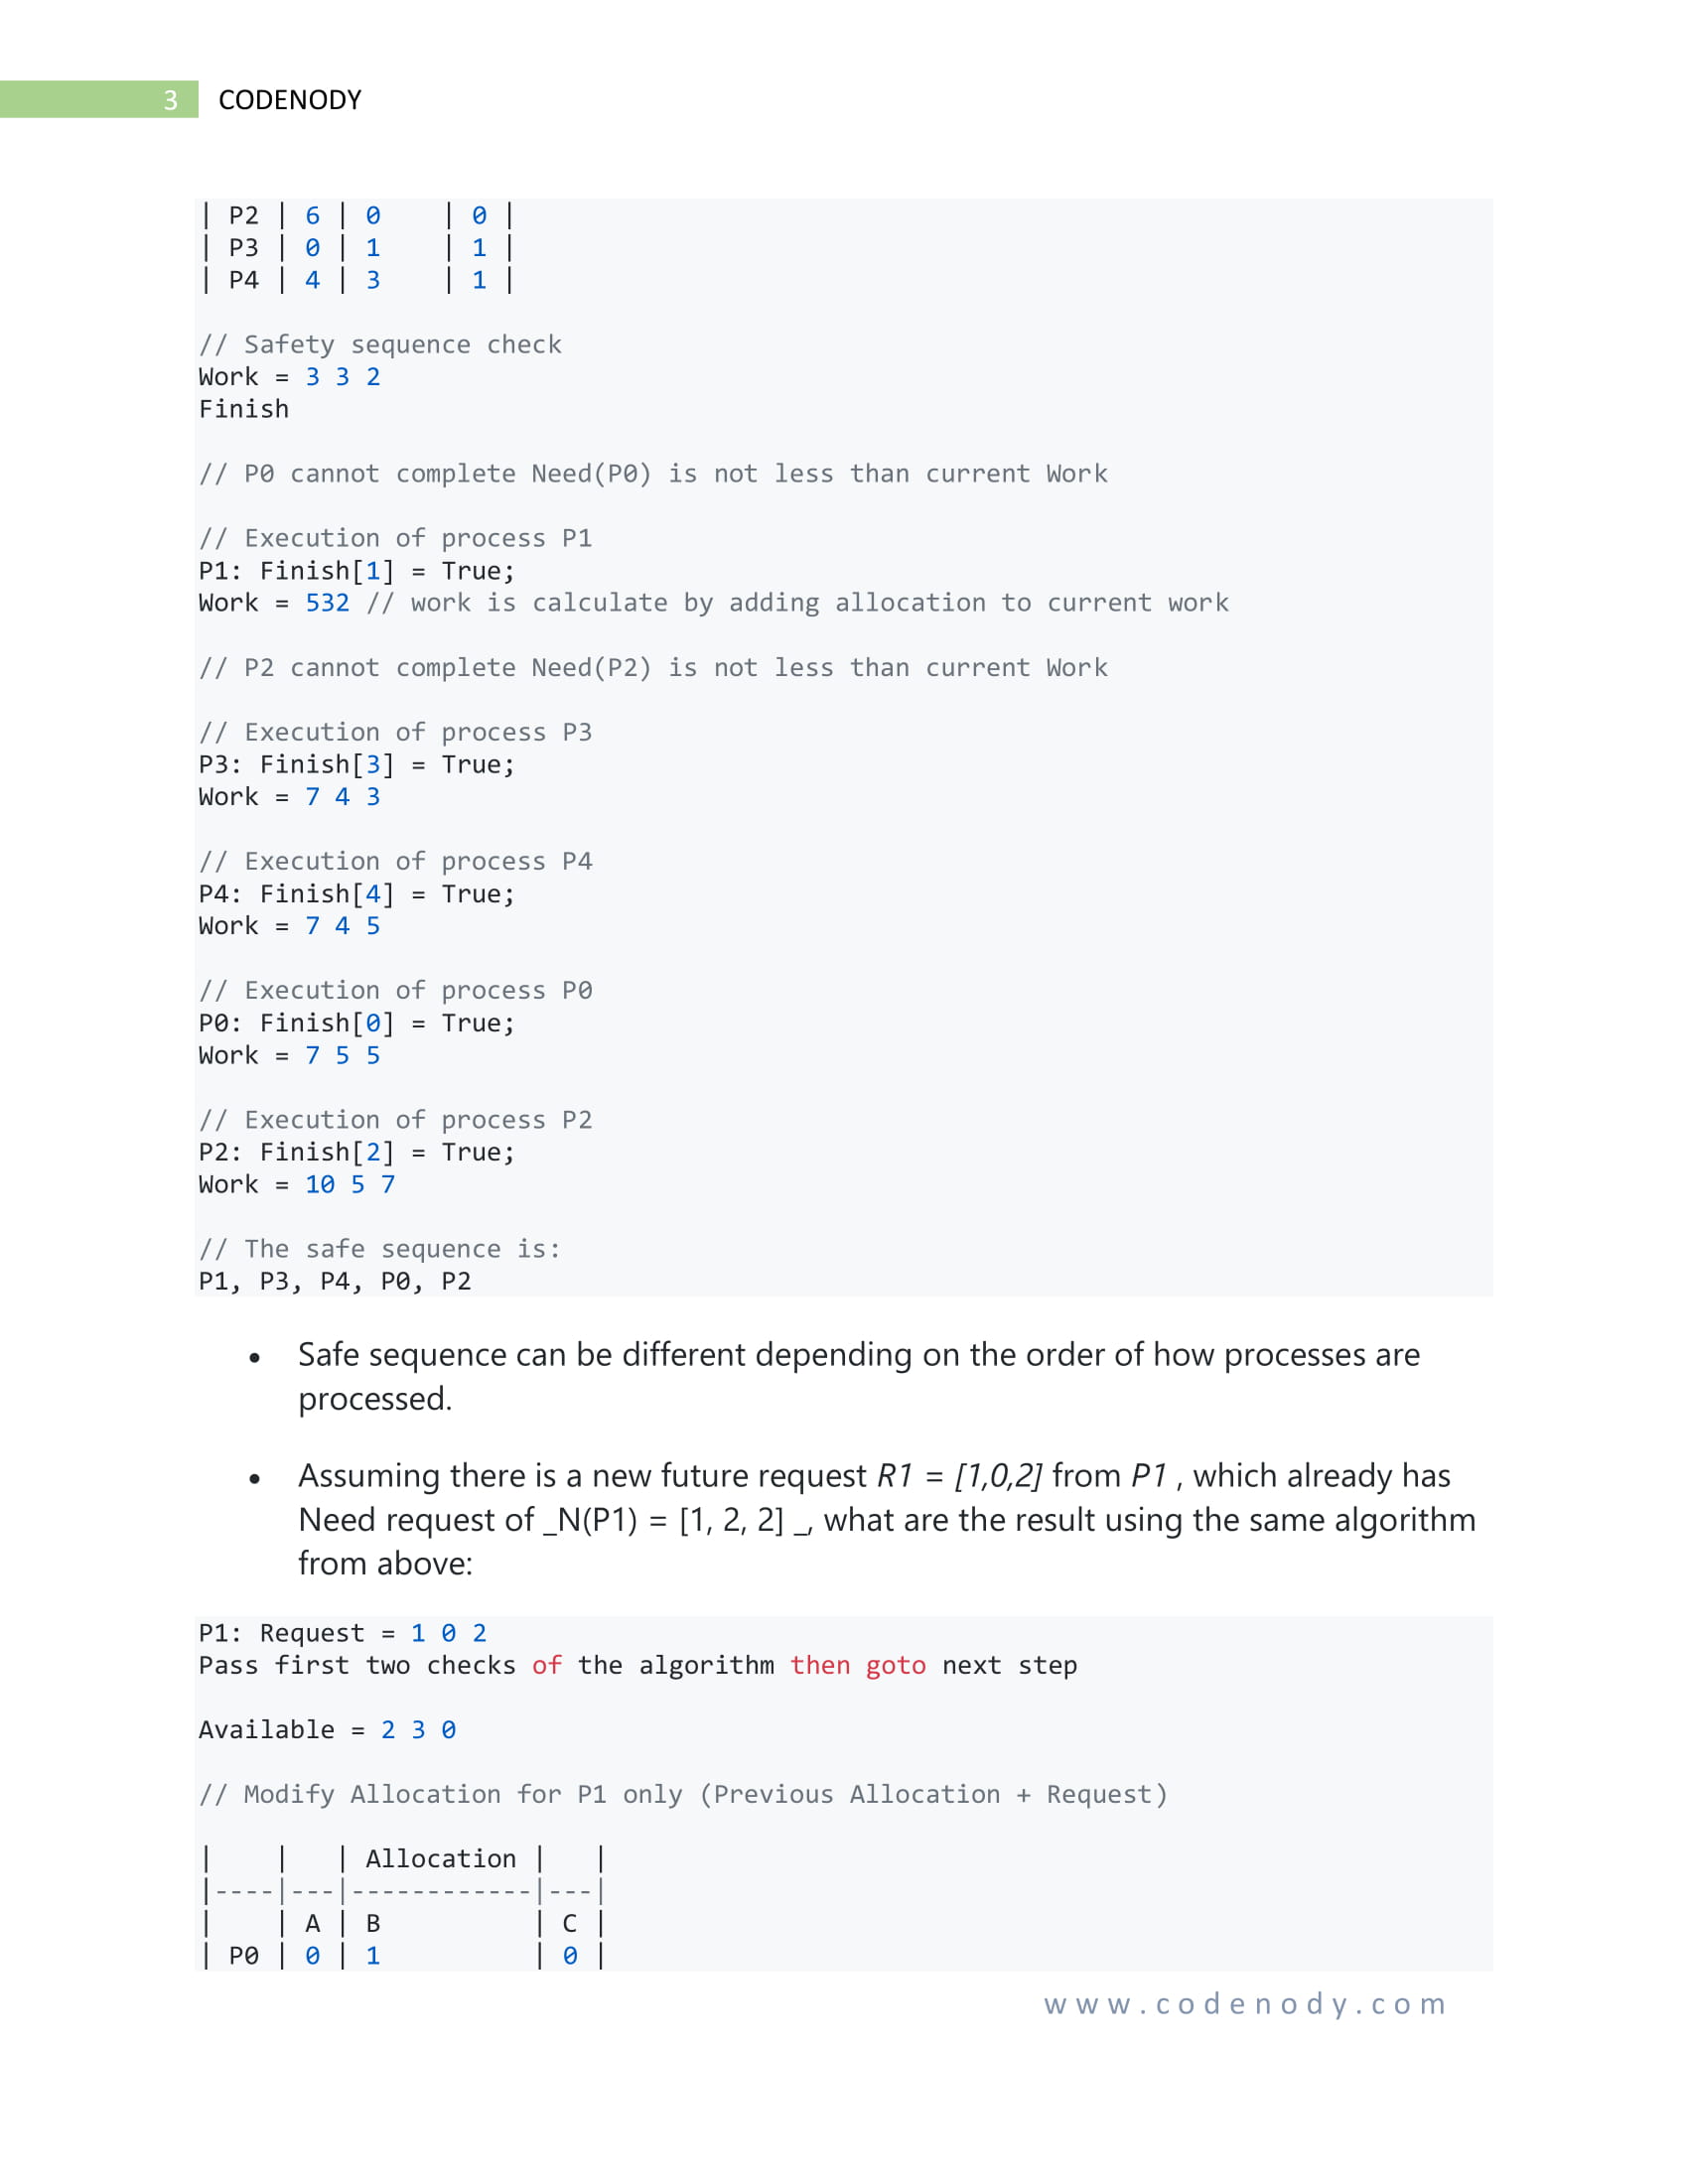 3 CODENODY
| P2 | 6 | 0    | 0 |
| P3 | 0 | 1    | 1 |
| P4 | 4 | 3    | 1 |
// Safety sequence check
Work = 3 3 2
Finish
// P0 cannot complete Need(P0) is not less than current Work
// Execution of process P1
P1: Finish[1] = True;
Work = 532 // work is calculate by adding allocation to current work
// P2 cannot complete Need(P2) is not less than current Work
// Execution of process P3
P3: Finish[3] = True;
Work = 7 4 3
// Execution of process P4
P4: Finish[4] = True;
Work = 7 4 5
// Execution of process P0
P0: Finish[0] = True;
Work = 7 5 5
// Execution of process P2
P2: Finish[2] = True;
Work = 10 5 7
// The safe sequence is:
P1, P3, P4, P0, P2
• Safe sequence can be different depending on the order of how processes are
processed.
• Assuming there is a new future request R1 = [1,0,2] from P1 , which already has
Need request of _N(P1) = [1, 2, 2] _, what are the result using the same algorithm
from above:
P1: Request = 1 0 2
Pass first two checks of the algorithm then goto next step
Available = 2 3 0
// Modify Allocation for P1 only (Previous Allocation + Request)
|    |   | Allocation |   |
|----|---|------------|---|
|    | A | B          | C |
| P0 | 0 | 1          | 0 |
www.codenody.com